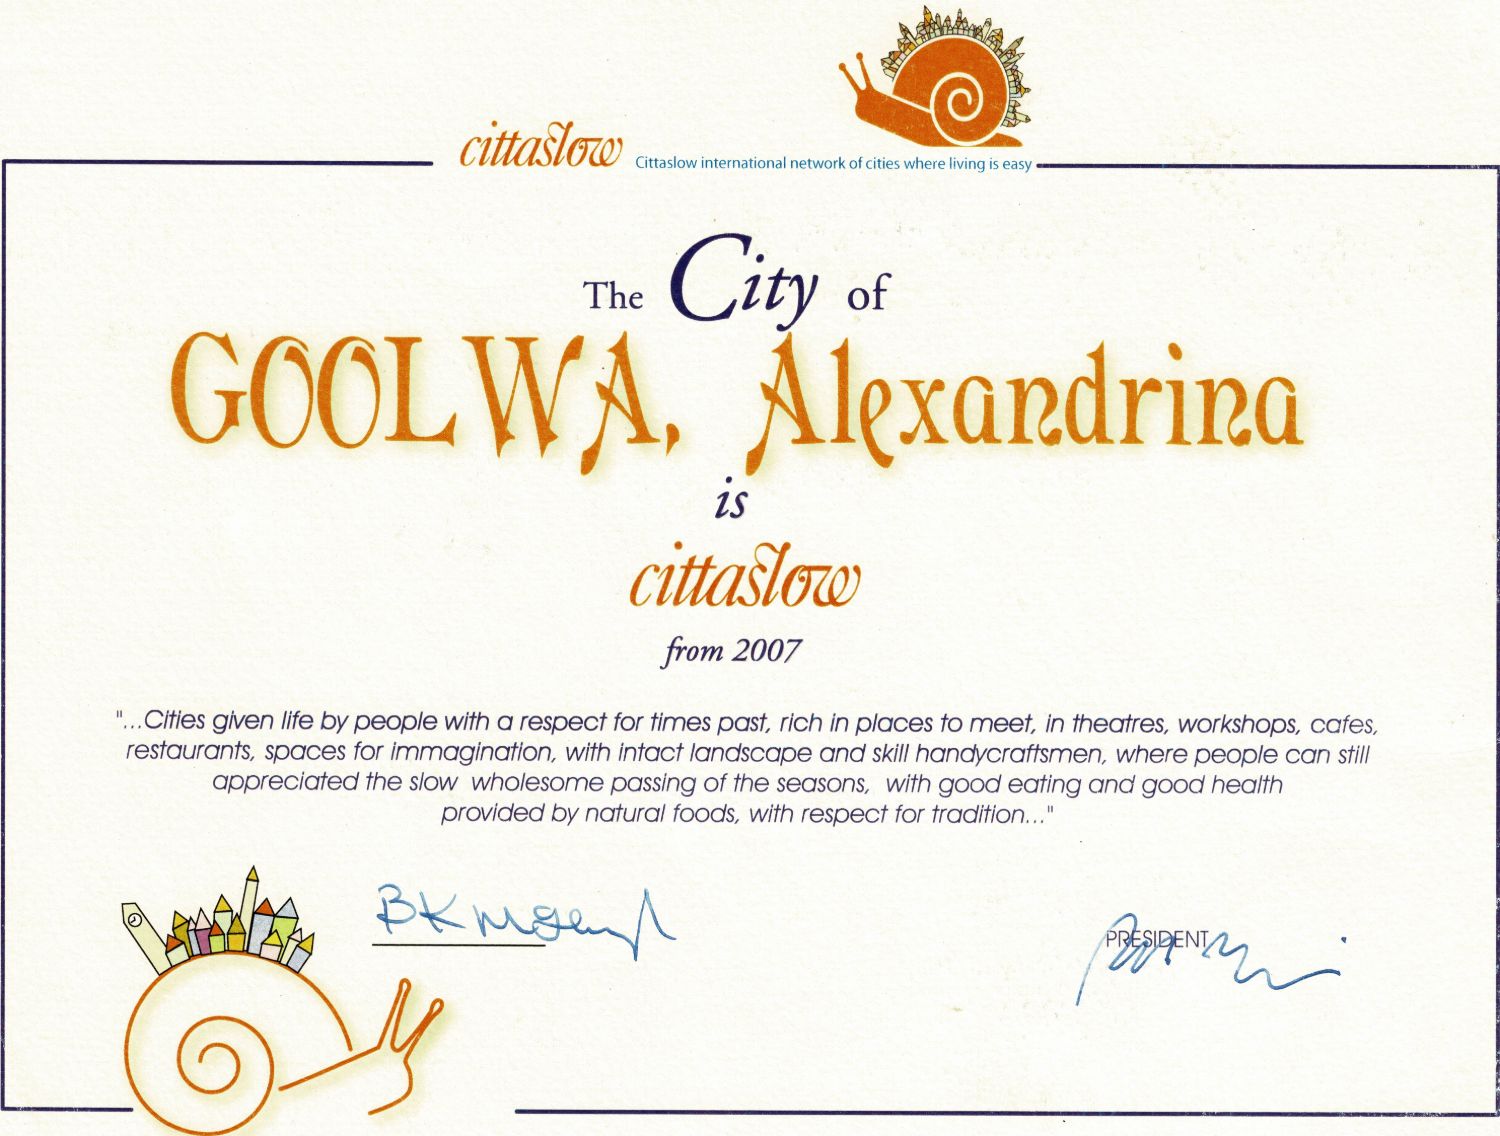 cittaslow
Cittaslow international network of cities where living is easy
The City of
GOOLWA, Alexandrina
is
cittaslow
from 2007
"...Cities given life by people with a respect for times past, rich in places to meet, in theatres, workshops, cafes,
restaurants, spaces for immagination, with intact landscape and skill handycraftsmen, where people can still
appreciated the slow wholesome passing of the seasons, with good eating and good health
provided by natural foods, with respect for tradition..."
PRESIDENT